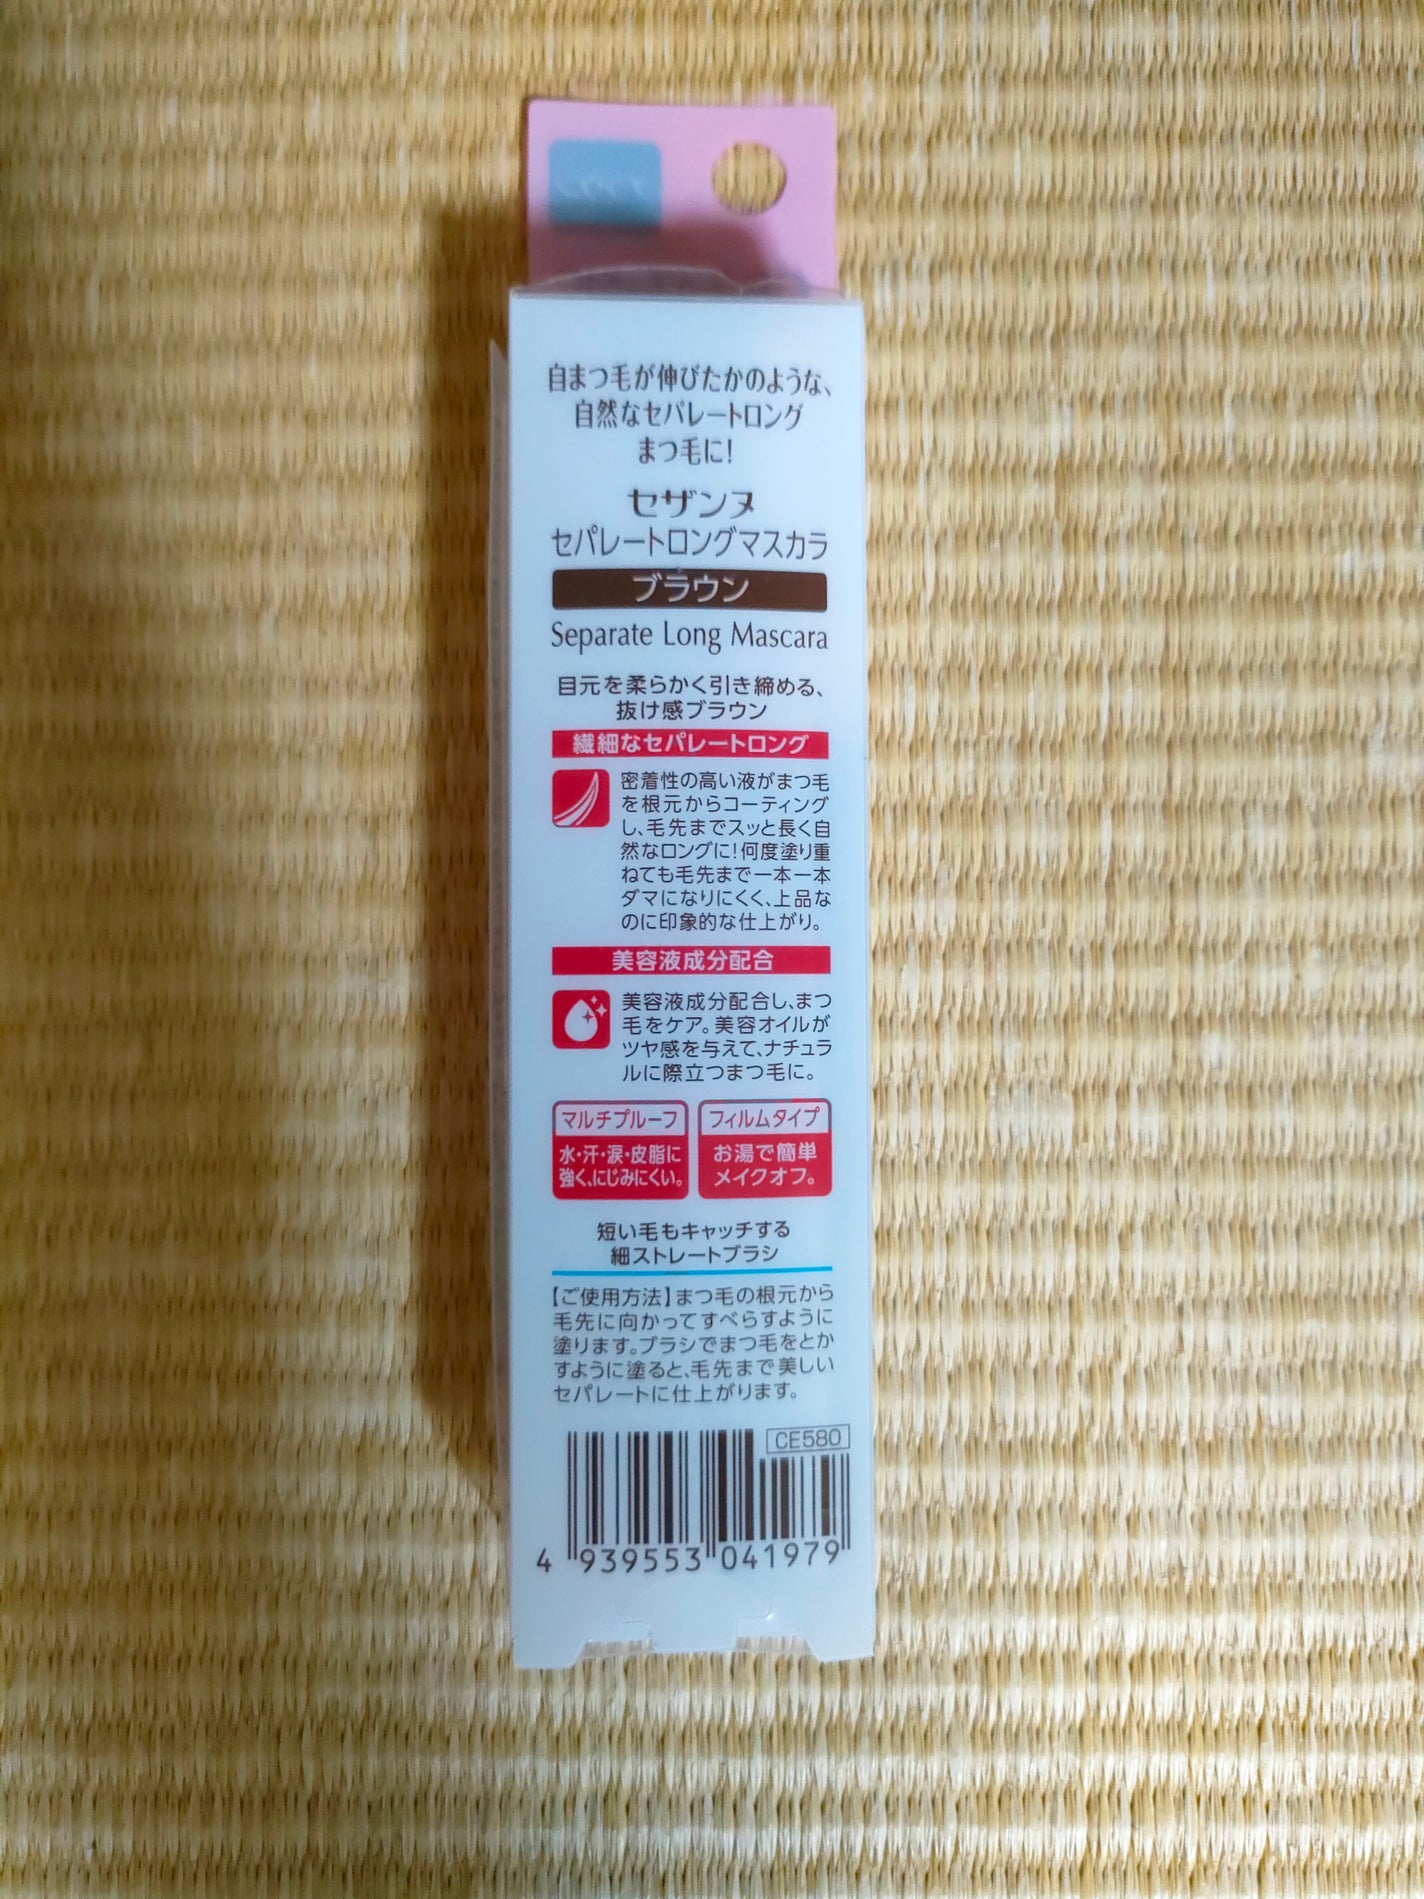 自まつ毛が伸びたかのような、
自然なセパレートロング
まつ毛に!
セザンヌ
セパレートロングマスカラ
ブラウン
Separate Long Mascara
目元を柔らかく引き締める、
抜け感ブラウン
繊細なセパレートロング
密着性の高い液がまつ毛
を根元からコーティング
し、毛先までスッと長く自
然なロングに!何度塗り重
ねても毛先まで一本一本
ダマになりにくく、上品な
のに印象的な仕上がり。
美容液成分配合
美容液成分配合し、まつ
毛をケア。美容オイルが
ツヤ感を与えて、ナチュラ
ルに際立つまつ毛に。
マルチプルーフ
水・汗・涙・皮脂に
強く、にじみにくい。
フィルムタイプ
お湯で簡単
メイクオフ。
短い毛もキャッチする
細ストレートブラシ
【ご使用方法】まつ毛の根元から
毛先に向かってすべらすように
塗ります。ブラシでまつ毛をとか
すように塗ると、毛先まで美しい
セパレートに仕上がります。
CE580
4 939553 041979